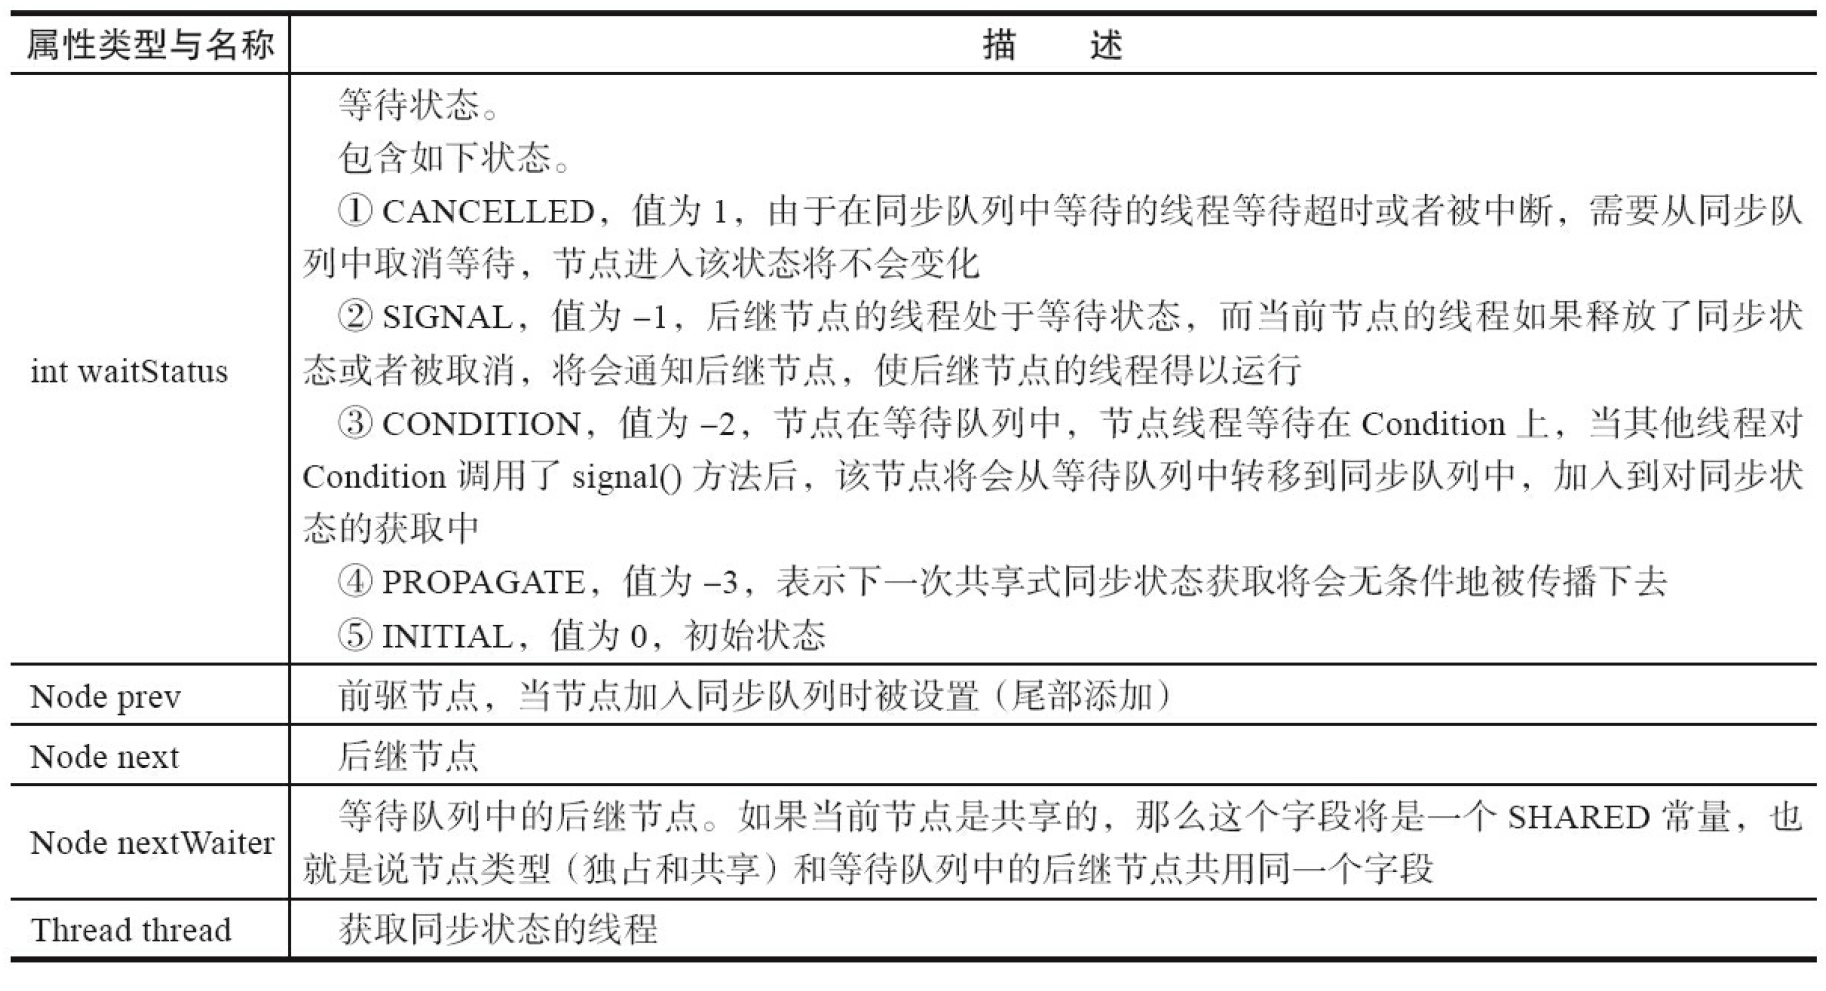 属性类型与名称
描 述
int waitStatus
等待状态。
包含如下状态。
① CANCELLED，值为 1，由于在同步队列中等待的线程等待超时或者被中断，需要从同步队
列中取消等待，节点进入该状态将不会变化
② SIGNAL，值为 –1，后继节点的线程处于等待状态，而当前节点的线程如果释放了同步状
态或者被取消，将会通知后继节点，使后继节点的线程得以运行
③ CONDITION，值为 –2，节点在等待队列中，节点线程等待在 Condition 上，当其他线程对
Condition 调用了 signal() 方法后，该节点将会从等待队列中转移到同步队列中，加入到对同步状
态的获取中
④ PROPAGATE，值为 –3，表示下一次共享式同步状态获取将会无条件地被传播下去
⑤ INITIAL，值为 0，初始状态
Node prev
前驱节点，当节点加入同步队列时被设置（尾部添加）
Node next
后继节点
Node nextWaiter
等待队列中的后继节点。如果当前节点是共享的，那么这个字段将是一个 SHARED 常量，也
就是说节点类型（独占和共享）和等待队列中的后继节点共用同一个字段
Thread thread
获取同步状态的线程